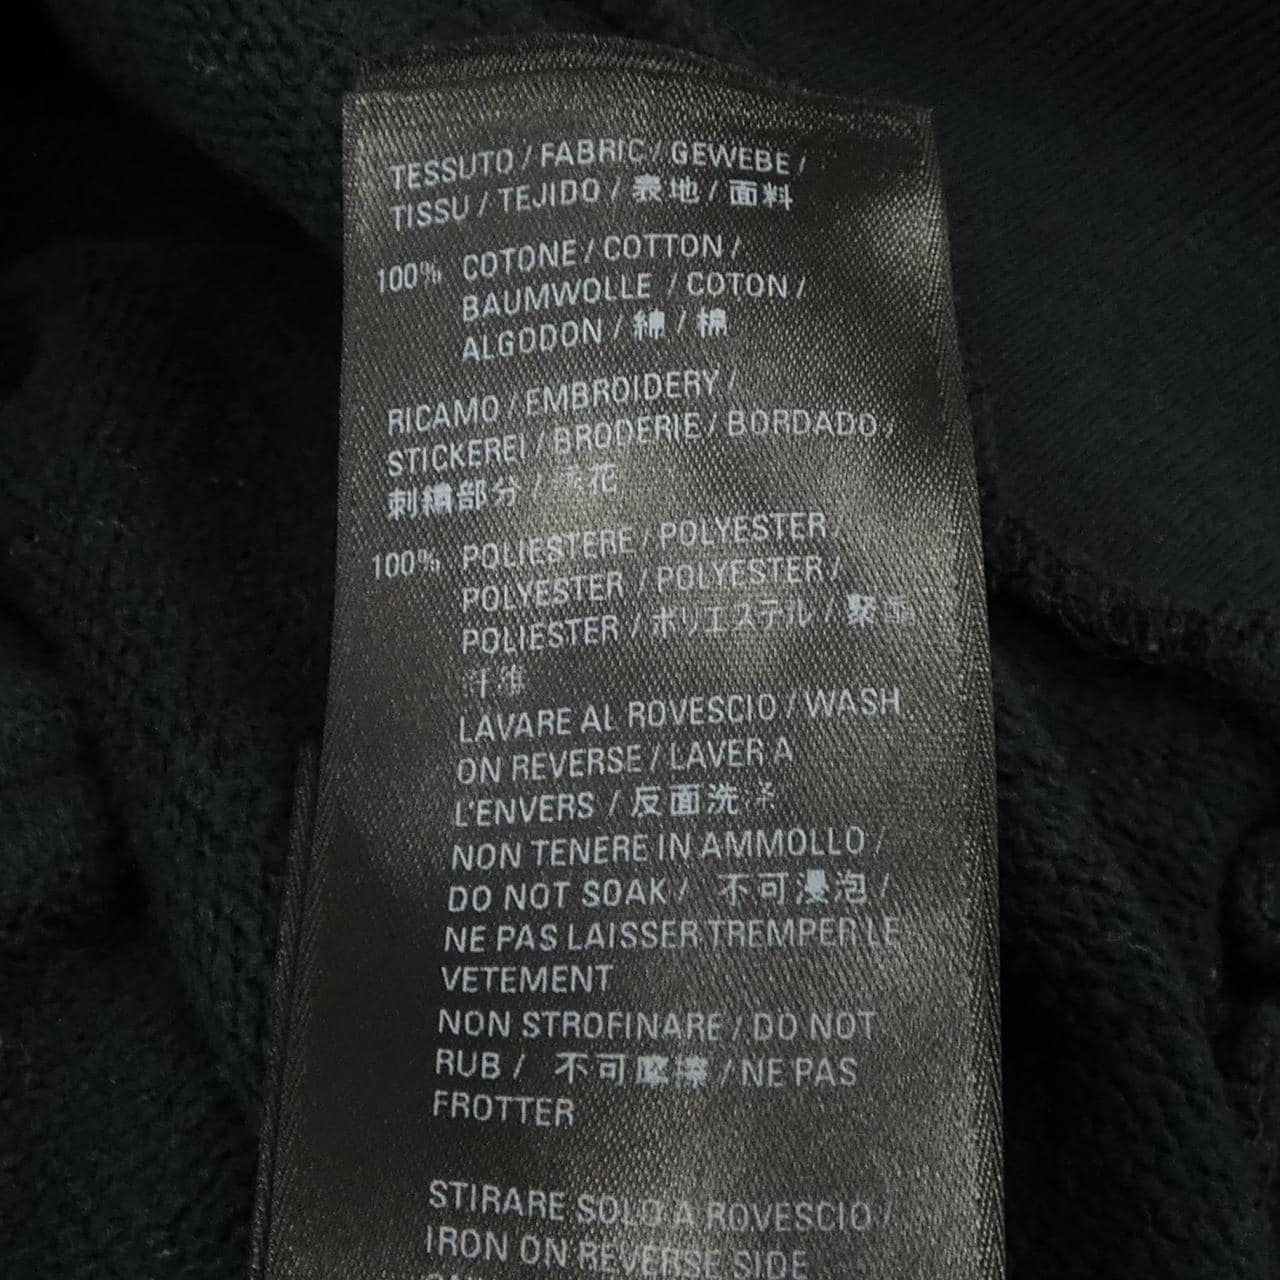 TESSUTO / FABRIC / GEWEBE /
TISSU / TEJIDO / 表地 / 面料
100% COTONE / COTTON /
BAUMWOLLE / COTON /
ALGODON / 綿 / 棉
RICAMO / EMBROIDERY /
STICKEREI / BRODERIE / BORDADO /
刺繍部分 /
100% POLIESTERE / POLYESTER /
POLYESTER / POLYESTER /
POLIESTER / ポリエステル /
LAVARE AL ROVESCIO / WASH
ON REVERSE / LAVER A
L'ENVERS / 反面洗涤
NON TENERE IN AMMOLLO /
DO NOT SOAK / 不可浸泡 /
NE PAS LAISSER TREMPER LE
VETEMENT
NON STROFINARE / DO NOT
RUB / 不可摩擦 / NE PAS
FROTTER
STIRARE SOLO A ROVESCIO /
IRON ON REVERSE SIDE